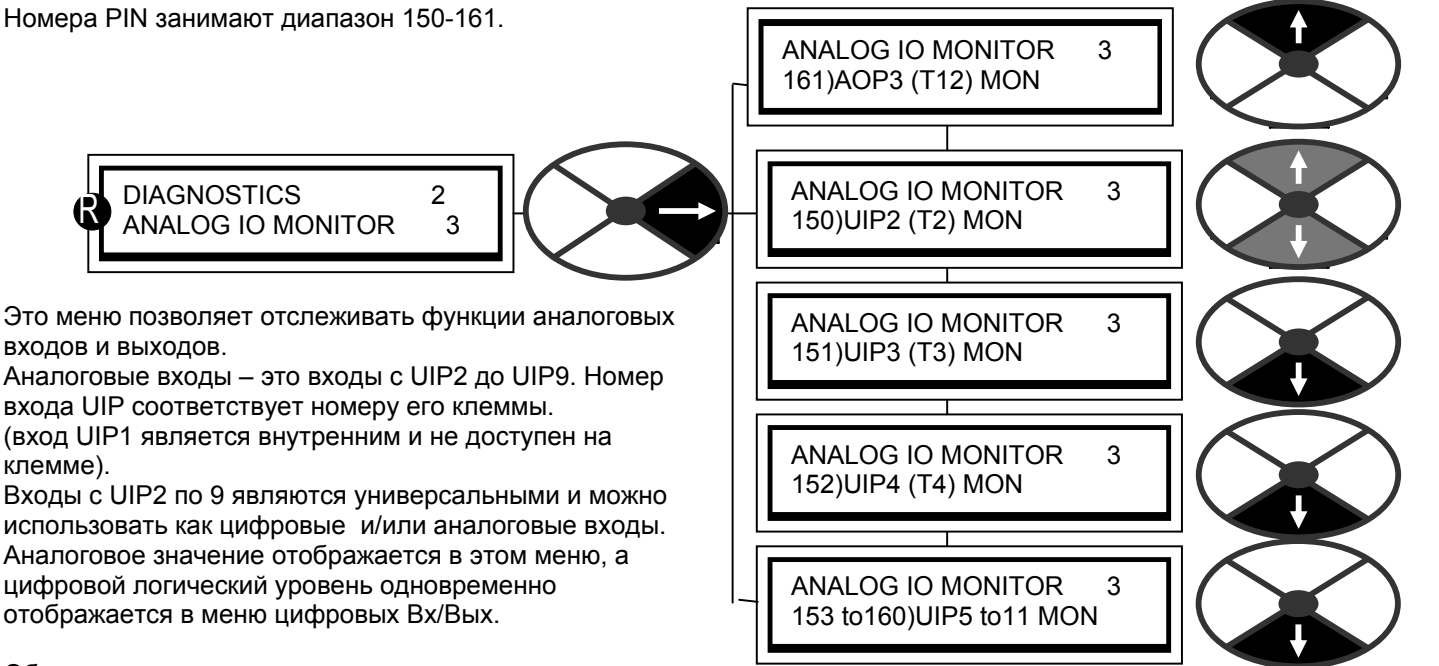 Номера PIN занимают диапазон 150-161.
DIAGNOSTICS 2
ANALOG IO MONITOR 3
R
ANALOG IO MONITOR 3
161)AOP3 (T12) MON
ANALOG IO MONITOR 3
150)UIP2 (T2) MON
ANALOG IO MONITOR 3
151)UIP3 (T3) MON
ANALOG IO MONITOR 3
152)UIP4 (T4) MON
ANALOG IO MONITOR 3
153 to160)UIP5 to11 MON
Это меню позволяет отслеживать функции аналоговых
входов и выходов.
Аналоговые входы – это входы с UIP2 до UIP9. Номер
входа UIP соответствует номеру его клеммы.
(вход UIP1 является внутренним и не доступен на
клемме).
Входы с UIP2 по 9 являются универсальными и можно
использовать как цифровые и/или аналоговые входы.
Аналоговое значение отображается в этом меню, а
цифровой логический уровень одновременно
отображается в меню цифровых Вх/Вых.